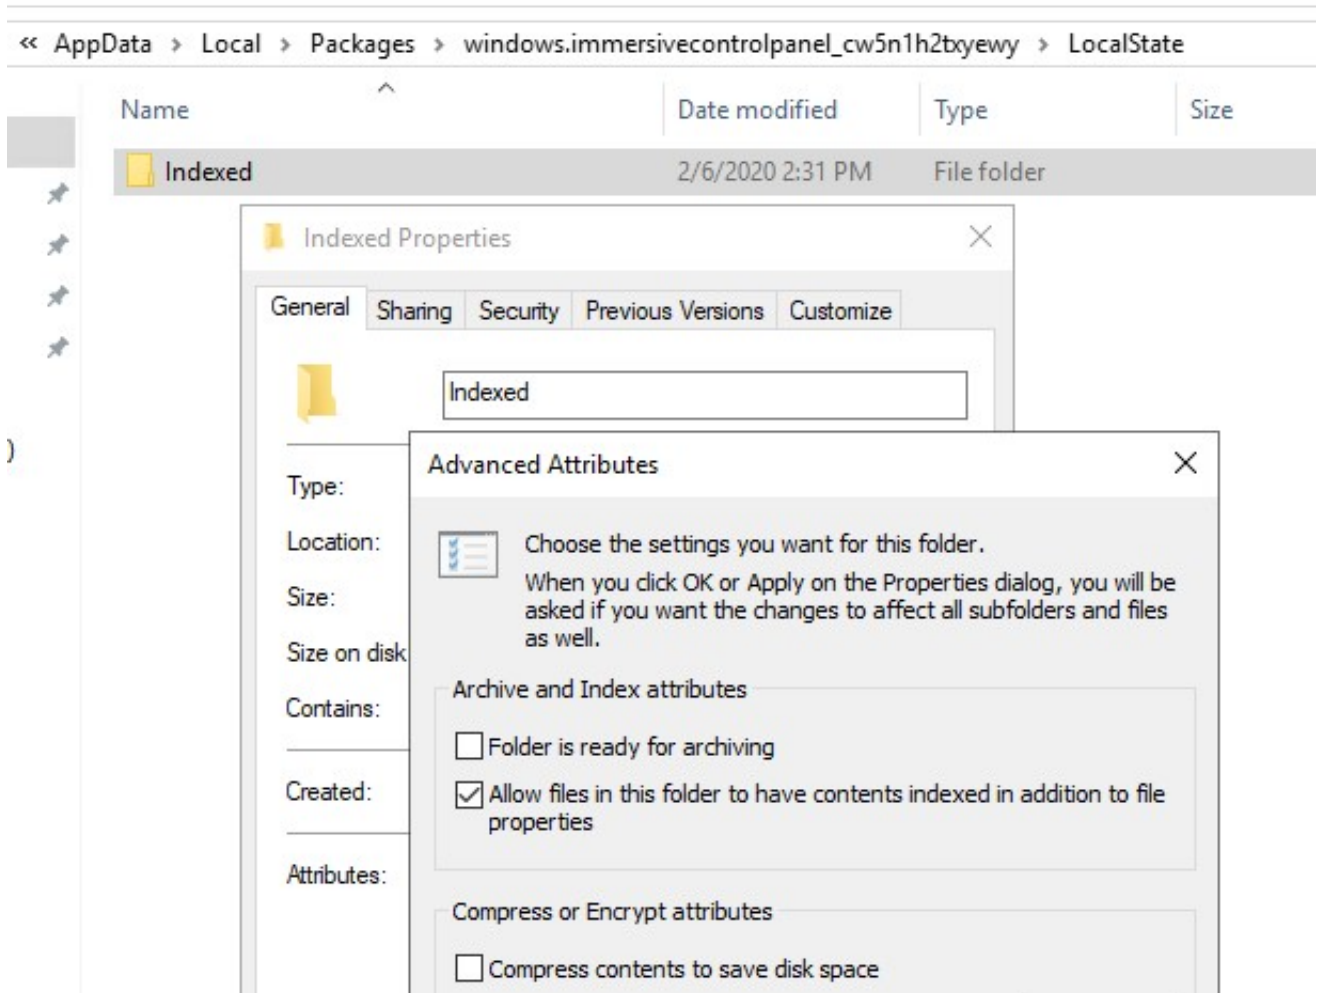 « AppData > Local > Packages > windows.immersivecontrolpanel_cw5n1h2txyewy > LocalState
Name Date modified Type Size
Indexed 2/6/2020 2:31 PM File folder
Indexed Properties
General Sharing Security Previous Versions Customize
Indexed
)
Advanced Attributes
Type:
Location:
Size:
Size on disk
Contains:
Created:
Attributes:
Choose the settings you want for this folder.
When you click OK or Apply on the Properties dialog, you will be
asked if you want the changes to affect all subfolders and files
as well.
Archive and Index attributes
Folder is ready for archiving
Allow files in this folder to have contents indexed in addition to file
properties
Compress or Encrypt attributes
Compress contents to save disk space